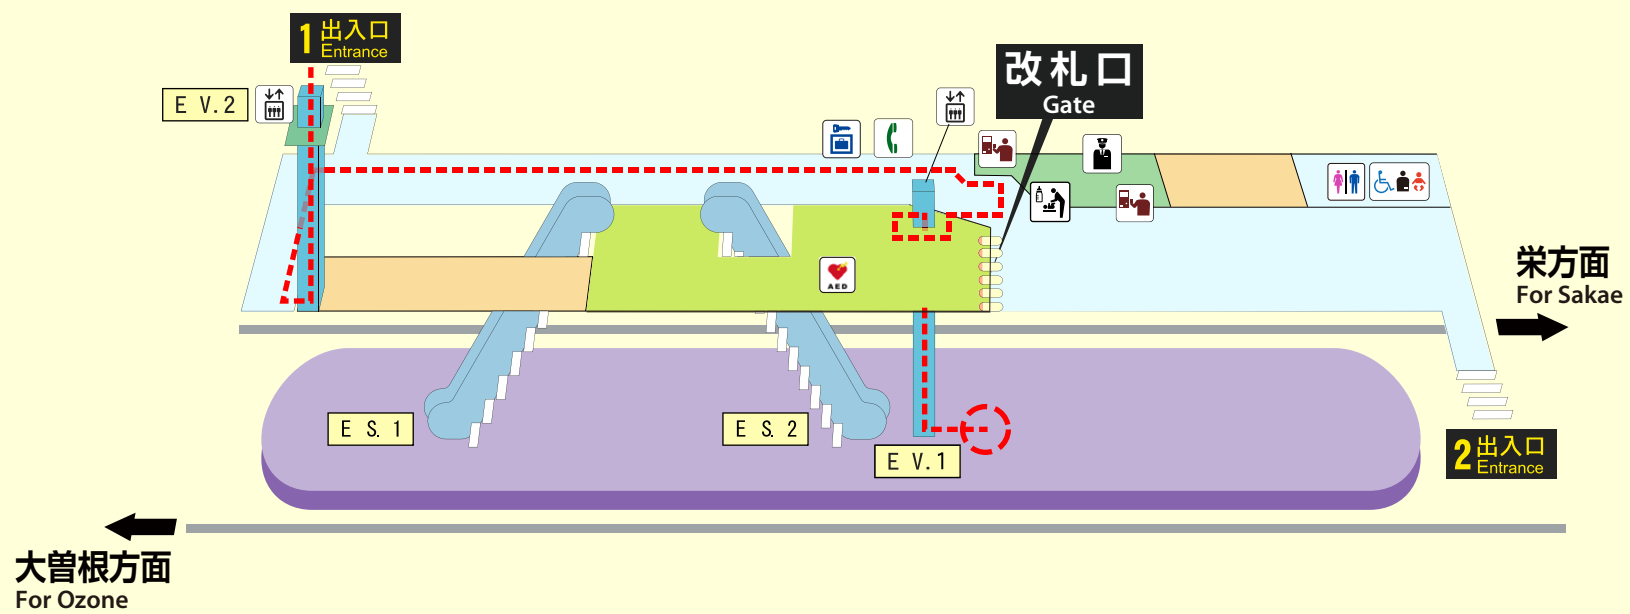 1 出入口
Entrance
E V.2
改札口
Gate
AED
栄方面
For Sakae
E S.1
E S.2
E V.1
2 出入口
Entrance
大曽根方面
For Ozone